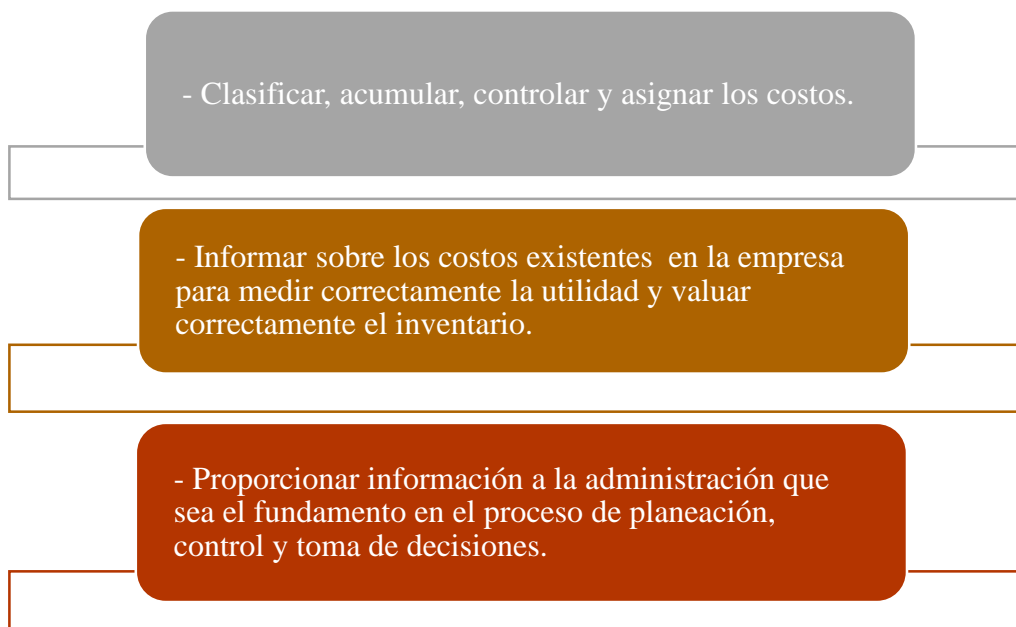 - Clasificar, acumular, controlar y asignar los costos.
- Informar sobre los costos existentes en la empresa
para medir correctamente la utilidad y valuar
correctamente el inventario.
- Proporcionar información a la administración que
sea el fundamento en el proceso de planeación,
control y toma de decisiones.